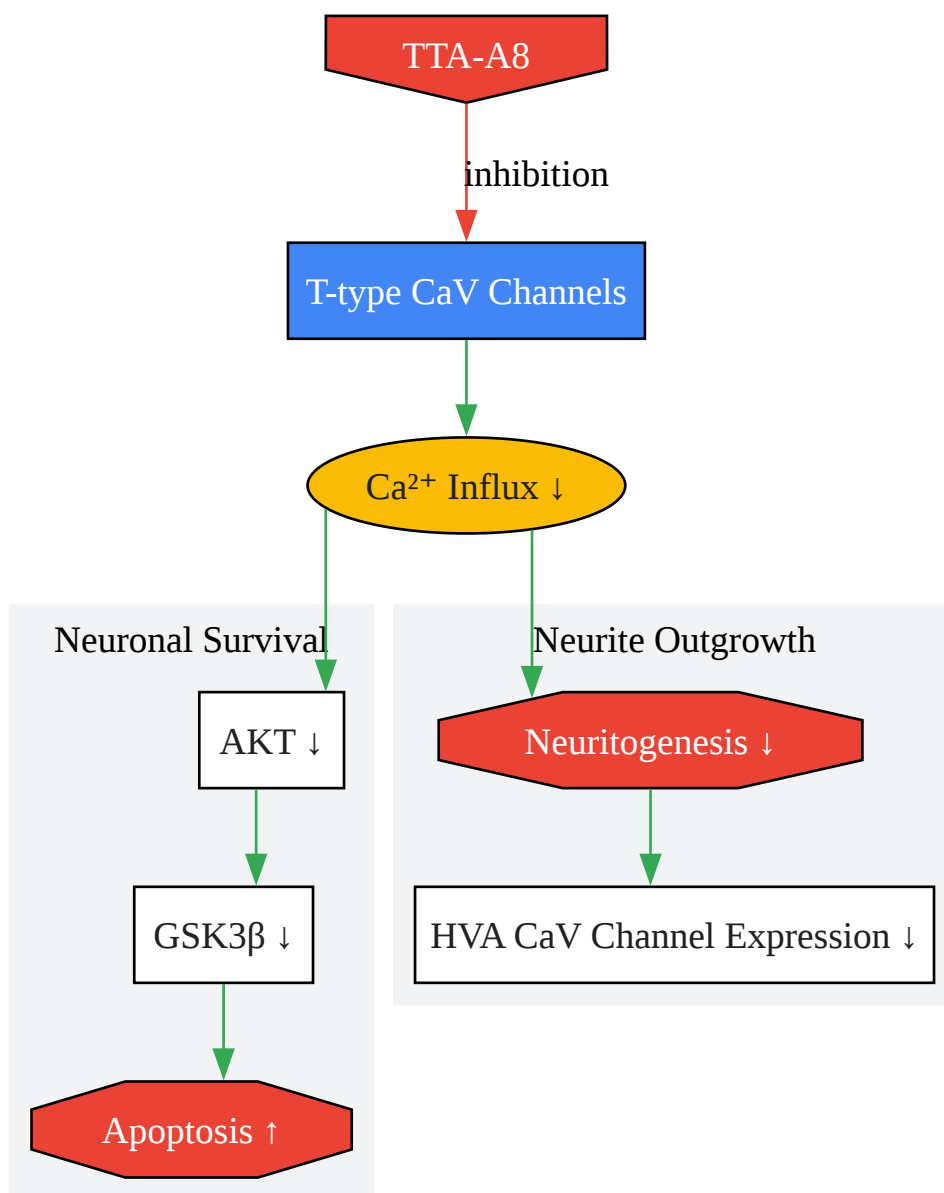 TTA-A8
inhibition
T-type CaV Channels
Ca²⁺ Influx ↓
Neuronal Survival
Neurite Outgrowth
AKT ↓
Neuritogenesis ↓
GSK3β ↓
HVA CaV Channel Expression ↓
Apoptosis ↑